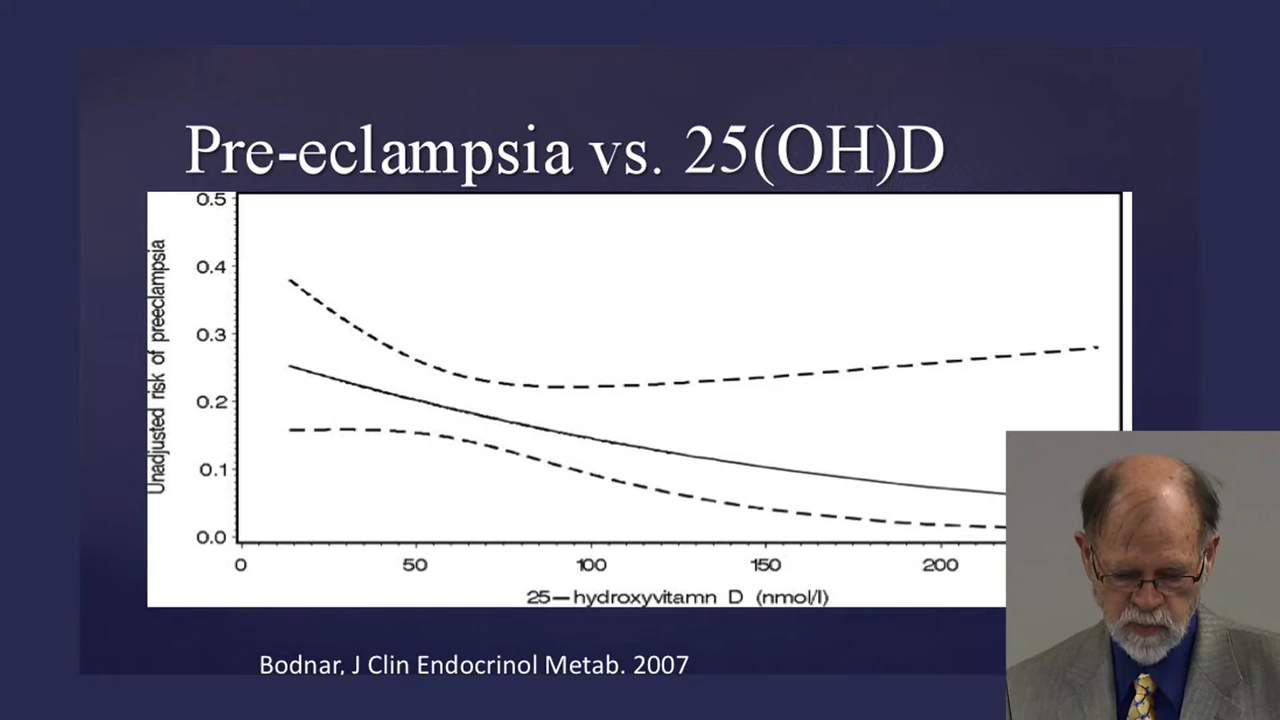 Pre-eclampsia vs. 25(OH)D
Unadjusted risk of preeclampsia
0.5
0.4
0.3
0.2
0.1
0.0
0 50 100 150 200
25—hydroxyvitamn D (nmol/l)
Bodnar, J Clin Endocrinol Metab. 2007